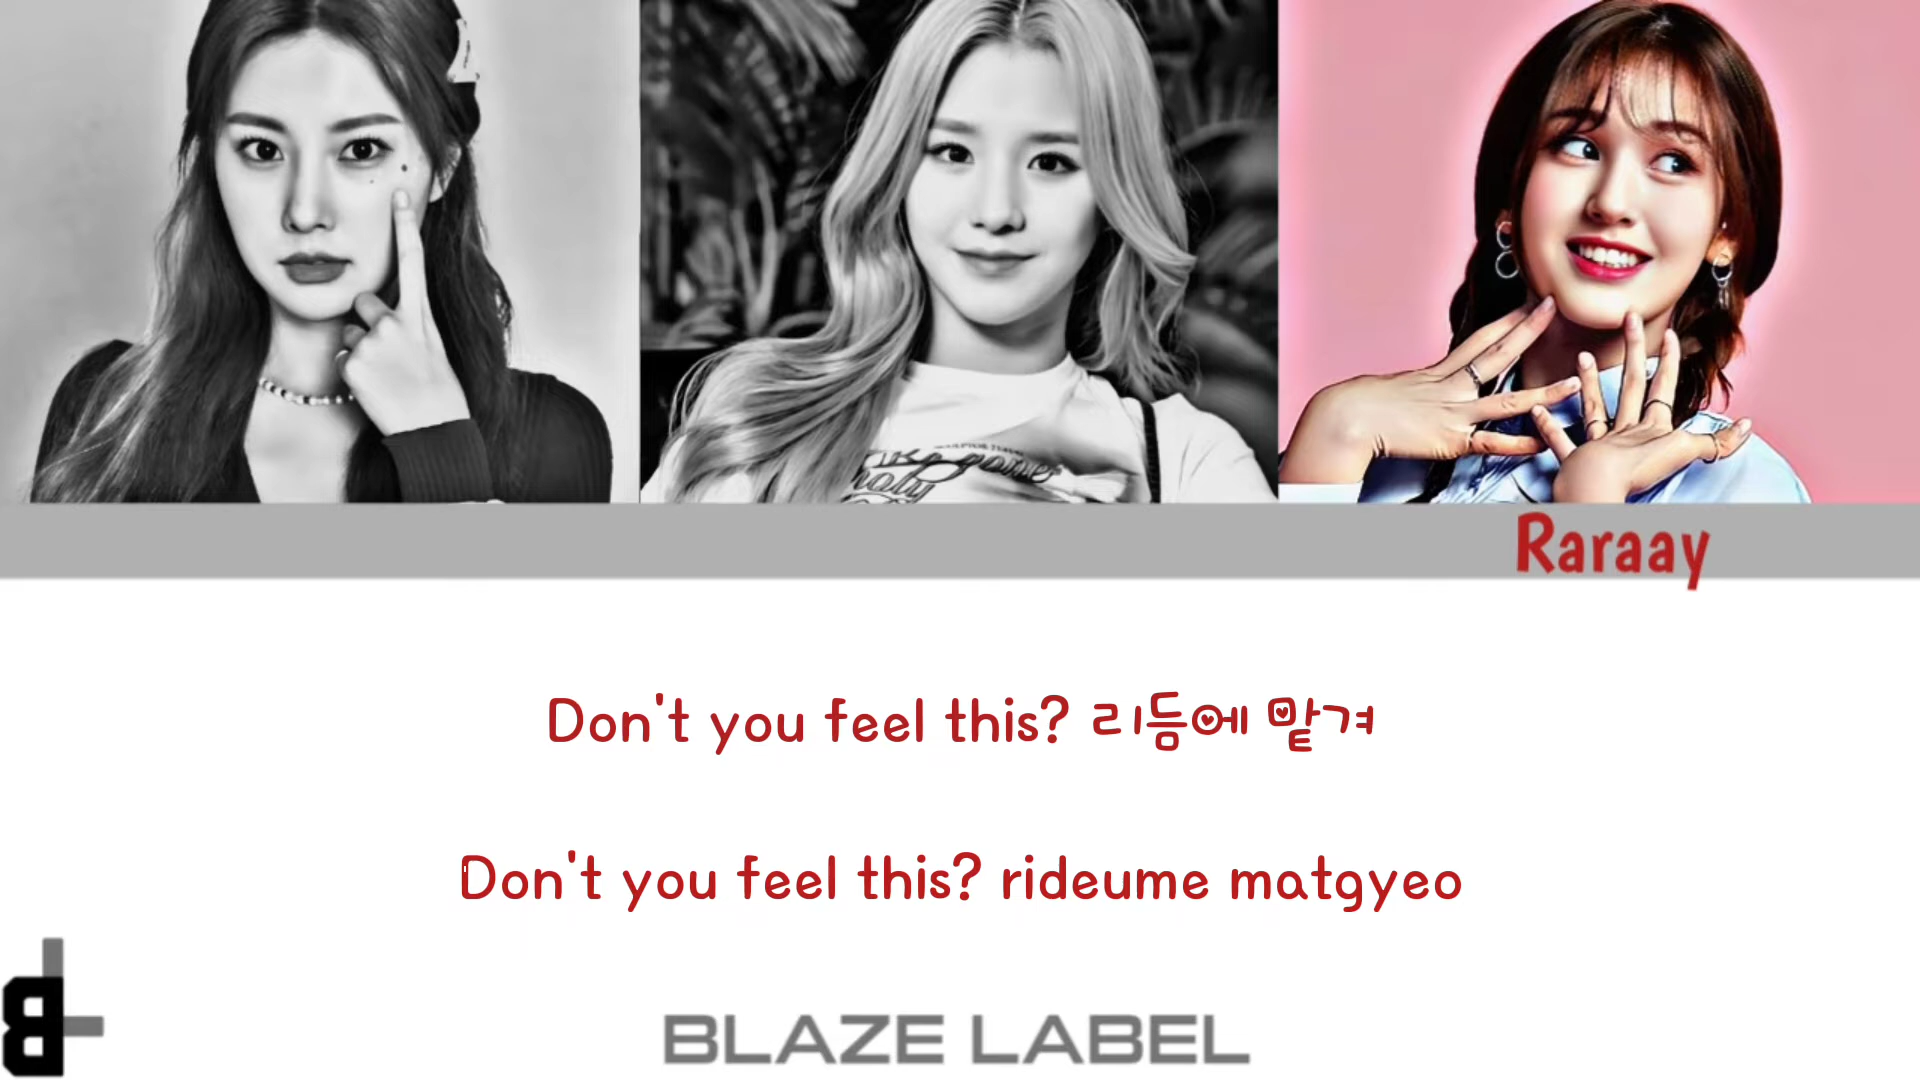 Raraay
Don't you feel this? 리듬에 맡겨
Don't you feel this? rideume matgyeo
BLAZE LABEL
B